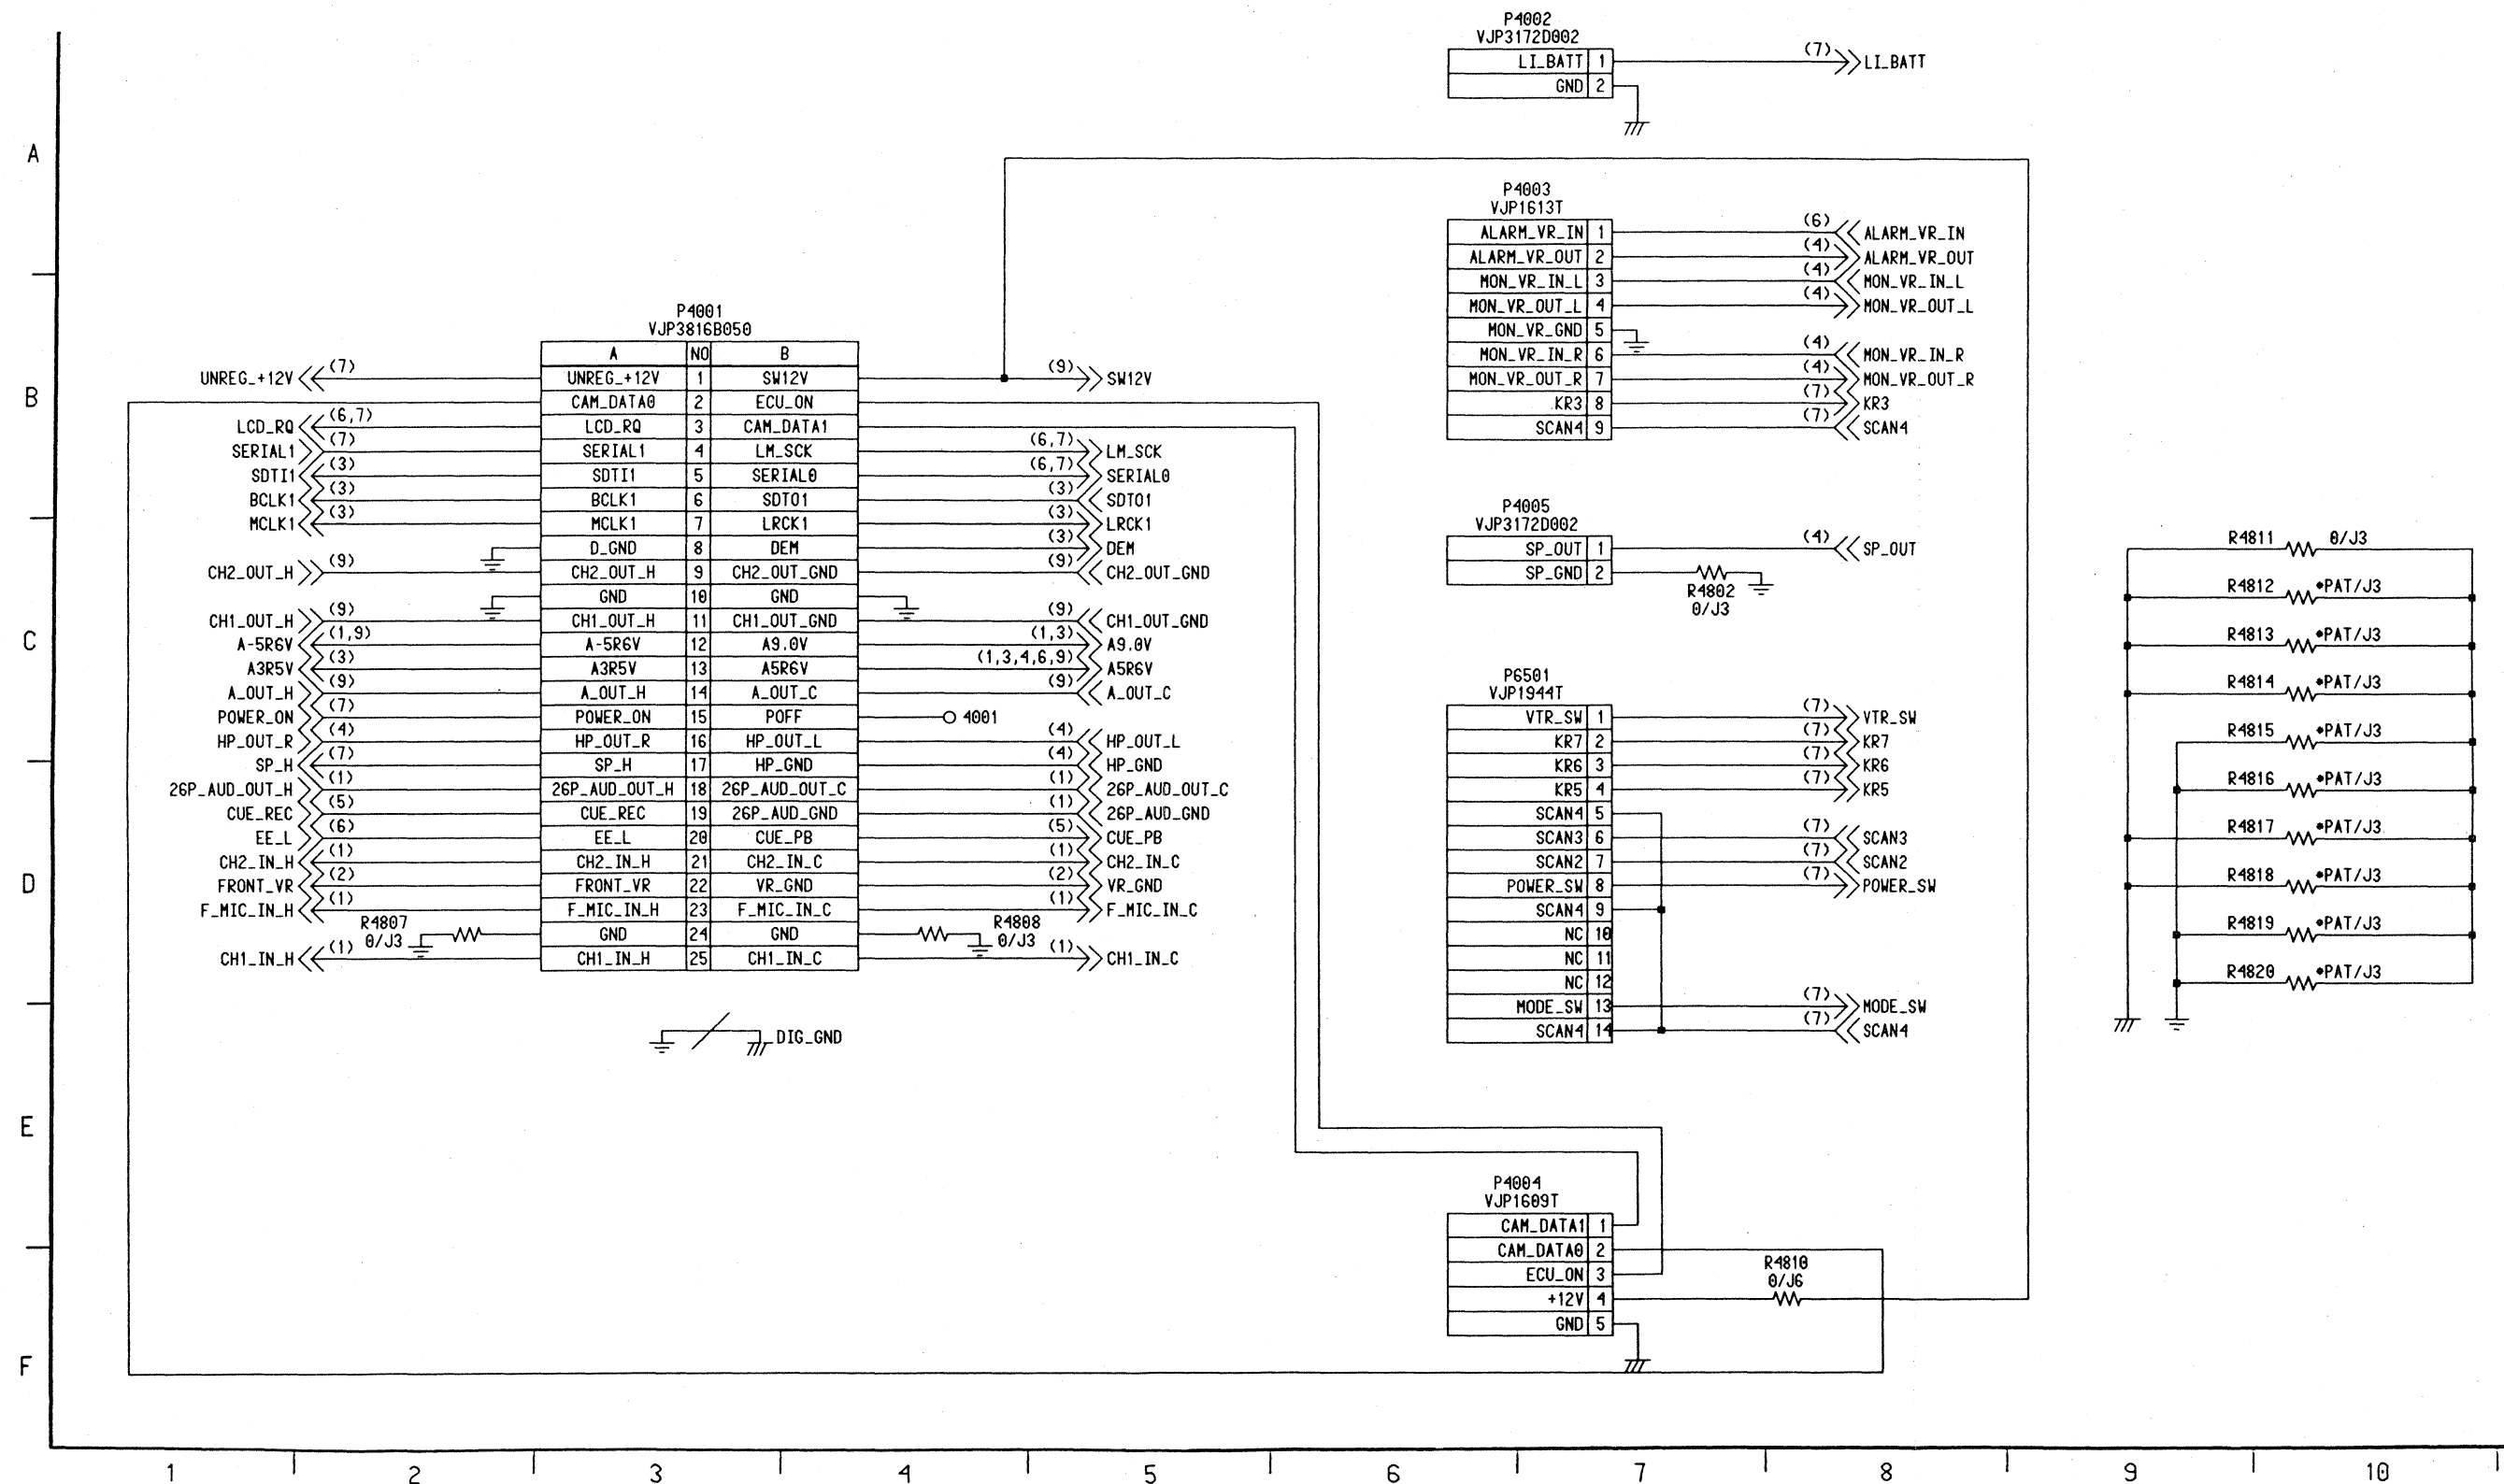 P4002
VJP3172D002
LI_BATT 1 (7) LI_BATT
GND 2
A
P4003
VJP1613T
ALARM_VR_IN 1 (6) ALARM_VR_IN
ALARM_VR_OUT 2 (4) ALARM_VR_OUT
MON_VR_IN_L 3 (4) MON_VR_IN_L
MON_VR_OUT_L 4 (4) MON_VR_OUT_L
MON_VR_GND 5
MON_VR_IN_R 6 (4) MON_VR_IN_R
MON_VR_OUT_R 7 (4) MON_VR_OUT_R
KR3 8 (7) KR3
SCAN4 9 (7) SCAN4
P4001
VJP3816B050
A NO B
UNREG_+12V (7) UNREG_+12V 1 SW12V (9) SW12V
B
CAM_DATA0 2 ECU_ON
LCD_RQ (6,7) LCD_RQ 3 CAM_DATA1
SERIAL1 (7) SERIAL1 4 LM_SCK (6,7) LM_SCK
SDTI1 (3) SDTI1 5 SERIAL0 (6,7) SERIAL0
BCLK1 (3) BCLK1 6 SDTO1 (3) SDTO1
MCLK1 (3) MCLK1 7 LRCK1 (3) LRCK1
D_GND 8 DEM (3) DEM
CH2_OUT_H (9) CH2_OUT_H 9 CH2_OUT_GND (9) CH2_OUT_GND
GND 10 GND
CH1_OUT_H (9) CH1_OUT_H 11 CH1_OUT_GND (9) CH1_OUT_GND
C
A-5R6V (1,9) A-5R6V 12 A9.0V (1,3) A9.0V
A3R5V (3) A3R5V 13 A5R6V (1,3,4,6,9) A5R6V
A_OUT_H (9) A_OUT_H 14 A_OUT_C (9) A_OUT_C
POWER_ON (7) POWER_ON 15 POFF 4001
HP_OUT_R (4) HP_OUT_R 16 HP_OUT_L (4) HP_OUT_L
SP_H (7) SP_H 17 HP_GND (4) HP_GND
26P_AUD_OUT_H (1) 26P_AUD_OUT_H 18 26P_AUD_OUT_C (1) 26P_AUD_OUT_C
CUE_REC (5) CUE_REC 19 26P_AUD_GND (1) 26P_AUD_GND
EE_L (6) EE_L 20 CUE_PB (5) CUE_PB
CH2_IN_H (1) CH2_IN_H 21 CH2_IN_C (1) CH2_IN_C
D
FRONT_VR (2) FRONT_VR 22 VR_GND (2) VR_GND
F_MIC_IN_H (1) F_MIC_IN_H 23 F_MIC_IN_C (1) F_MIC_IN_C
R4807
0/J3
GND 24 GND
R4808
0/J3
CH1_IN_H (1) CH1_IN_H 25 CH1_IN_C (1) CH1_IN_C
DIG_GND
P4005
VJP3172D002
SP_OUT 1 (4) SP_OUT
SP_GND 2
R4802
0/J3
P6501
VJP1944T
VTR_SW 1 (7) VTR_SW
KR7 2 (7) KR7
KR6 3 (7) KR6
KR5 4 (7) KR5
SCAN4 5
SCAN3 6 (7) SCAN3
SCAN2 7 (7) SCAN2
POWER_SW 8 (7) POWER_SW
SCAN4 9
NC 10
NC 11
NC 12
MODE_SW 13 (7) MODE_SW
SCAN4 14 (7) SCAN4
R4811 0/J3
R4812 *PAT/J3
R4813 *PAT/J3
R4814 *PAT/J3
R4815 *PAT/J3
R4816 *PAT/J3
R4817 *PAT/J3
R4818 *PAT/J3
R4819 *PAT/J3
R4820 *PAT/J3
E
P4004
VJP1609T
CAM_DATA1 1
CAM_DATA0 2
ECU_ON 3
+12V 4
GND 5
R4810
0/J6
F
1 2 3 4 5 6 7 8 9 10